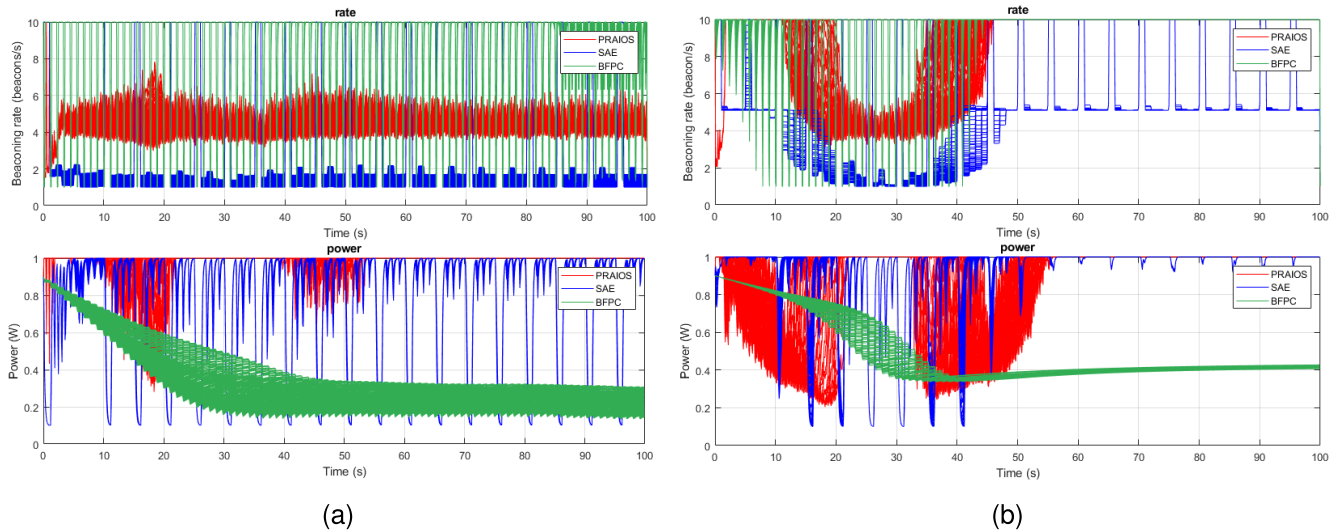 rate
Beaconing rate (beacons/s)
10
8
6
4
2
0
PRAIOS
SAE
BFPC
0 10 20 30 40 50 60 70 80 90 100
Time (s)
power
Power (W)
1
0.8
0.6
0.4
0.2
0
PRAIOS
SAE
BFPC
0 10 20 30 40 50 60 70 80 90 100
Time (s)
(a)
rate
Beaconing rate (beacon/s)
10
8
6
4
2
0
PRAIOS
SAE
BFPC
0 10 20 30 40 50 60 70 80 90 100
Time (s)
power
Power (W)
1
0.8
0.6
0.4
0.2
0
PRAIOS
SAE
BFPC
0 10 20 30 40 50 60 70 80 90 100
Time (s)
(b)